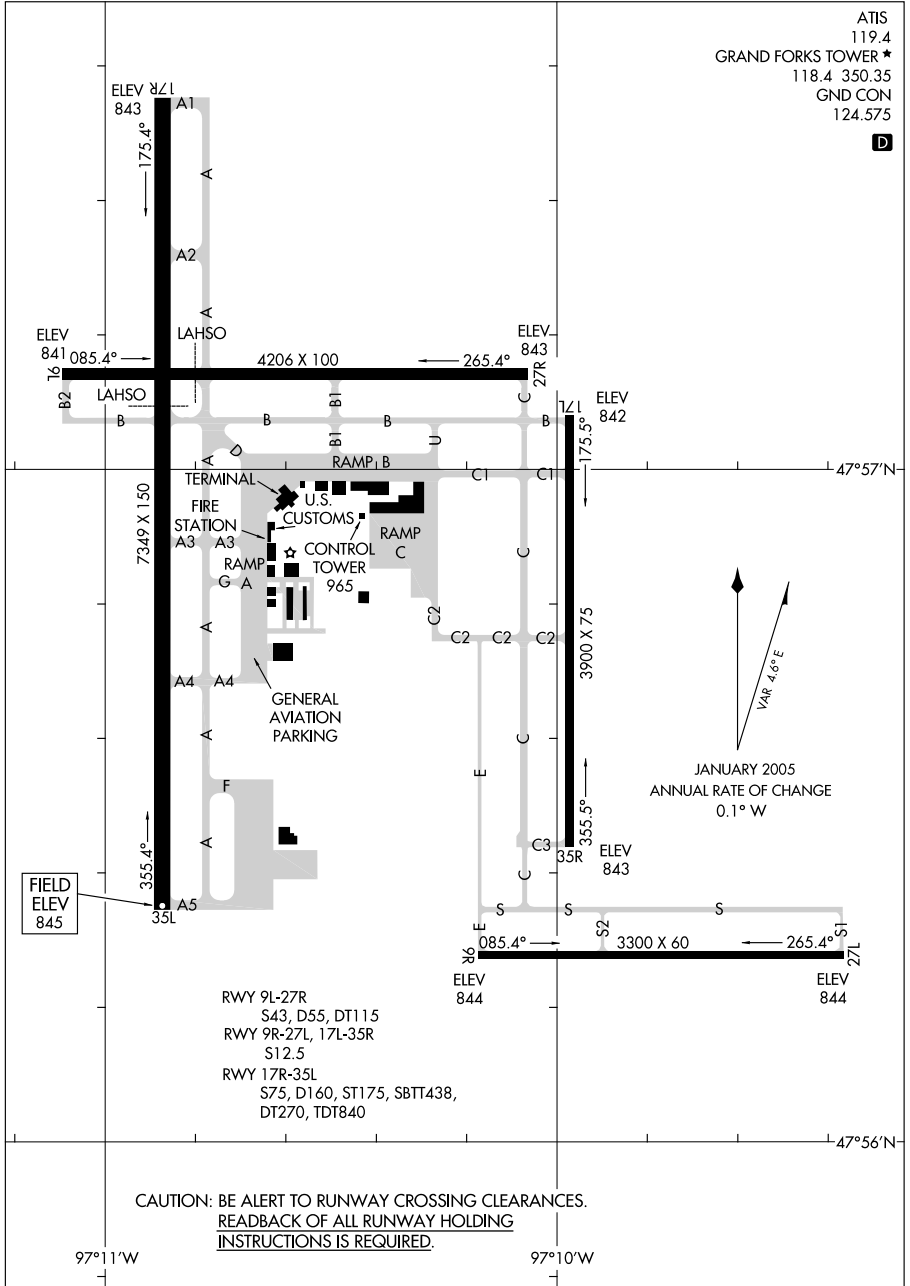 ATIS
119.4
GRAND FORKS TOWER ★
118.4 350.35
GND CON
124.575
D
ELEV
843
17R
A1
175.4°
A
A2
A
LAHSO
ELEV
841
085.4°
4206 X 100
265.4°
ELEV
843
9L
27R
LAHSO
B2
B
B
B1
B
C
B
17L
ELEV
842
B1
U
D
A
175.5°
RAMP B
C1
C1
47°57'N
TERMINAL
U.S.
CUSTOMS
FIRE
STATION
7349 X 150
A3
A3
RAMP
A
G
CONTROL
TOWER
965
RAMP
C
C
A
C2
C2
C2
C2
3900 X 75
VAR 4.6° E
A4
A4
GENERAL
AVIATION
PARKING
A
C
E
JANUARY 2005
ANNUAL RATE OF CHANGE
0.1° W
F
355.4°
A
355.5°
C3
35R
ELEV
843
C
FIELD
ELEV
845
A5
35L
S
S
S
E
S2
S1
9R
085.4°
3300 X 60
265.4°
27L
ELEV
844
ELEV
844
RWY 9L-27R
S43, D55, DT115
RWY 9R-27L, 17L-35R
S12.5
RWY 17R-35L
S75, D160, ST175, SBTT438,
DT270, TDT840
47°56'N
CAUTION: BE ALERT TO RUNWAY CROSSING CLEARANCES.
READBACK OF ALL RUNWAY HOLDING
INSTRUCTIONS IS REQUIRED.
97°11'W
97°10'W